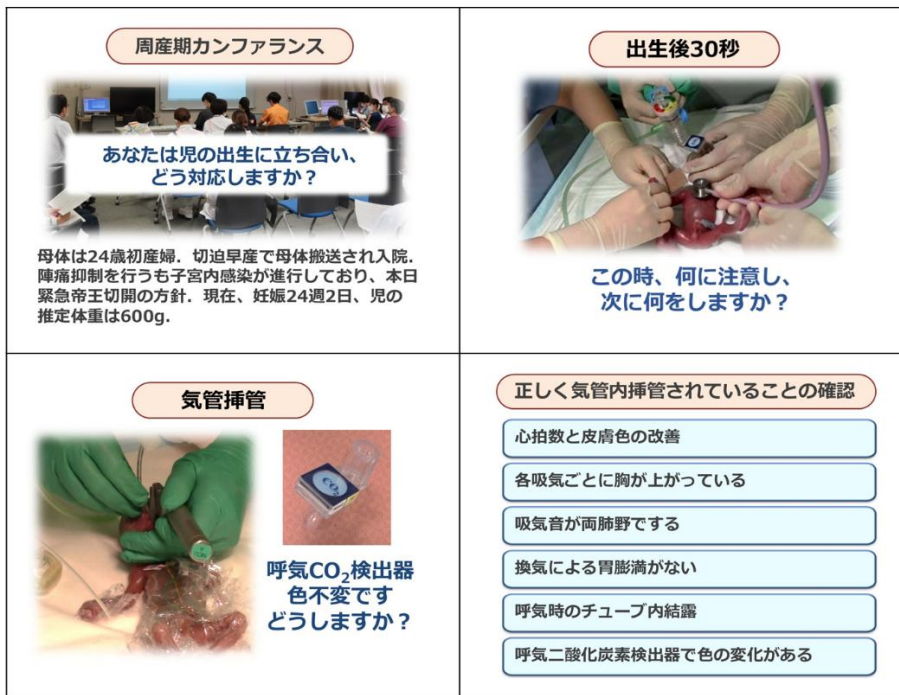 周産期カンファランス
あなたは児の出生に立ち合い、
どう対応しますか？
母体は24歳初産婦．切迫早産で母体搬送され入院．
陣痛抑制を行うも子宮内感染が進行しており、本日
緊急帝王切開の方針．現在、妊娠24週2日、児の
推定体重は600g．
出生後30秒
この時、何に注意し、
次に何をしますか？
気管挿管
CO₂
呼気CO₂検出器
色不変です
どうしますか？
正しく気管内挿管されていることの確認
心拍数と皮膚色の改善
各吸気ごとに胸が上がっている
吸気音が両肺野でする
換気による胃膨満がない
呼気時のチューブ内結露
呼気二酸化炭素検出器で色の変化がある